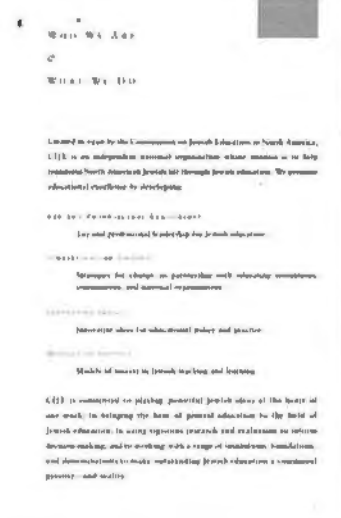 Who We Are
&
What We Do
Created in 1990 by the Commission on Jewish Education in North America,
CIJE is an independent national organization whose mission is to help
transform North American Jewish life through Jewish education. We promote
educational excellence by developing:
Lay and professional leadership for Jewish education
Strategies for change in partnership with educating institutions,
communities, and national organizations
Innovative ideas for educational policy and practice
Models of success in Jewish teaching and learning
CIJE is committed to placing powerful Jewish ideas at the heart of
our work; to bringing the best of general education to the field of
Jewish education; to using rigorous research and evaluation to inform
decision-making; and to working with a range of institutions, foundations,
and denominations to make outstanding Jewish education a communal
priority and reality.